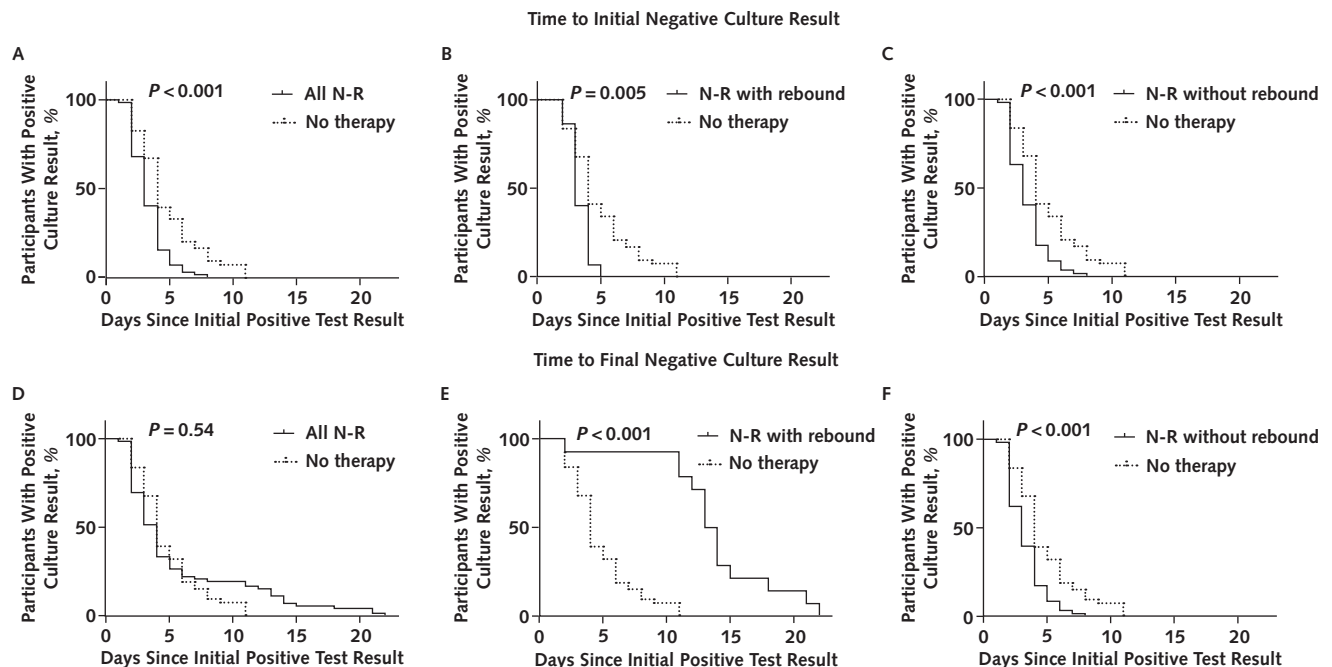 Time to Initial Negative Culture Result
A
Participants With Positive
Culture Result, %
100
50
0
P < 0.001
All N-R
No therapy
0 5 10 15 20
Days Since Initial Positive Test Result
B
Participants With Positive
Culture Result, %
100
50
0
P = 0.005
N-R with rebound
No therapy
0 5 10 15 20
Days Since Initial Positive Test Result
C
Participants With Positive
Culture Result, %
100
50
0
P < 0.001
N-R without rebound
No therapy
0 5 10 15 20
Days Since Initial Positive Test Result
Time to Final Negative Culture Result
D
Participants With Positive
Culture Result, %
100
50
0
P = 0.54
All N-R
No therapy
0 5 10 15 20
Days Since Initial Positive Test Result
E
Participants With Positive
Culture Result, %
100
50
0
P < 0.001
N-R with rebound
No therapy
0 5 10 15 20
Days Since Initial Positive Test Result
F
Participants With Positive
Culture Result, %
100
50
0
P < 0.001
N-R without rebound
No therapy
0 5 10 15 20
Days Since Initial Positive Test Result